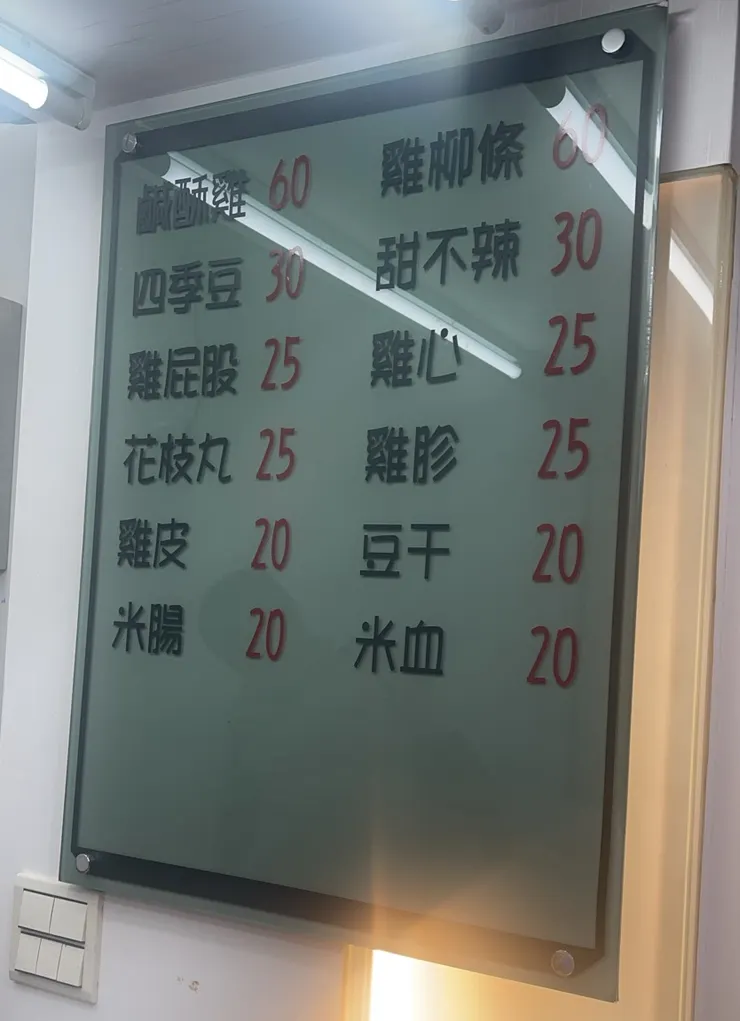 鹹酥雞 60 雞柳條 60
四季豆 30 甜不辣 30
雞屁股 25 雞心 25
花枝丸 25 雞胗 25
雞皮 20 豆干 20
米腸 20 米血 20